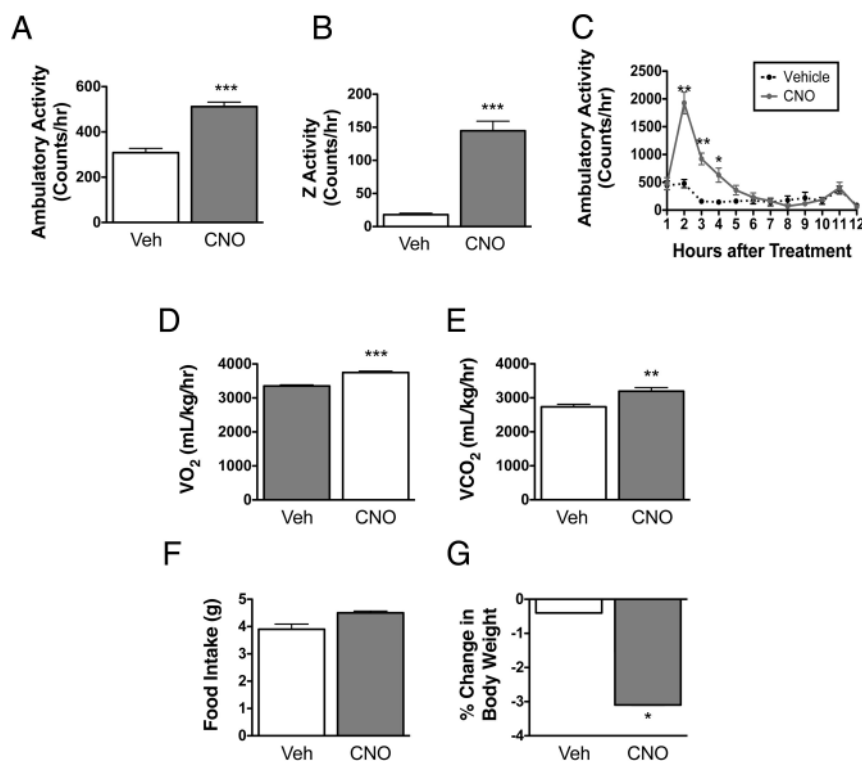 A
Ambulatory Activity
(Counts/hr)
600
400
200
0
***
Veh
CNO
B
Z Activity
(Counts/hr)
200
150
100
50
0
***
Veh
CNO
C
Ambulatory Activity
(Counts/hr)
2500
2000
1500
1000
500
0
**
**
*
Vehicle
CNO
1 2 3 4 5 6 7 8 9 10 11 12
Hours after Treatment
D
VO2 (mL/kg/hr)
4000
3000
2000
1000
0
***
Veh
CNO
E
VCO2 (mL/kg/hr)
4000
3000
2000
1000
0
**
Veh
CNO
F
Food Intake (g)
5
4
3
2
1
0
Veh
CNO
G
% Change in
Body Weight
0
-1
-2
-3
-4
*
Veh
CNO